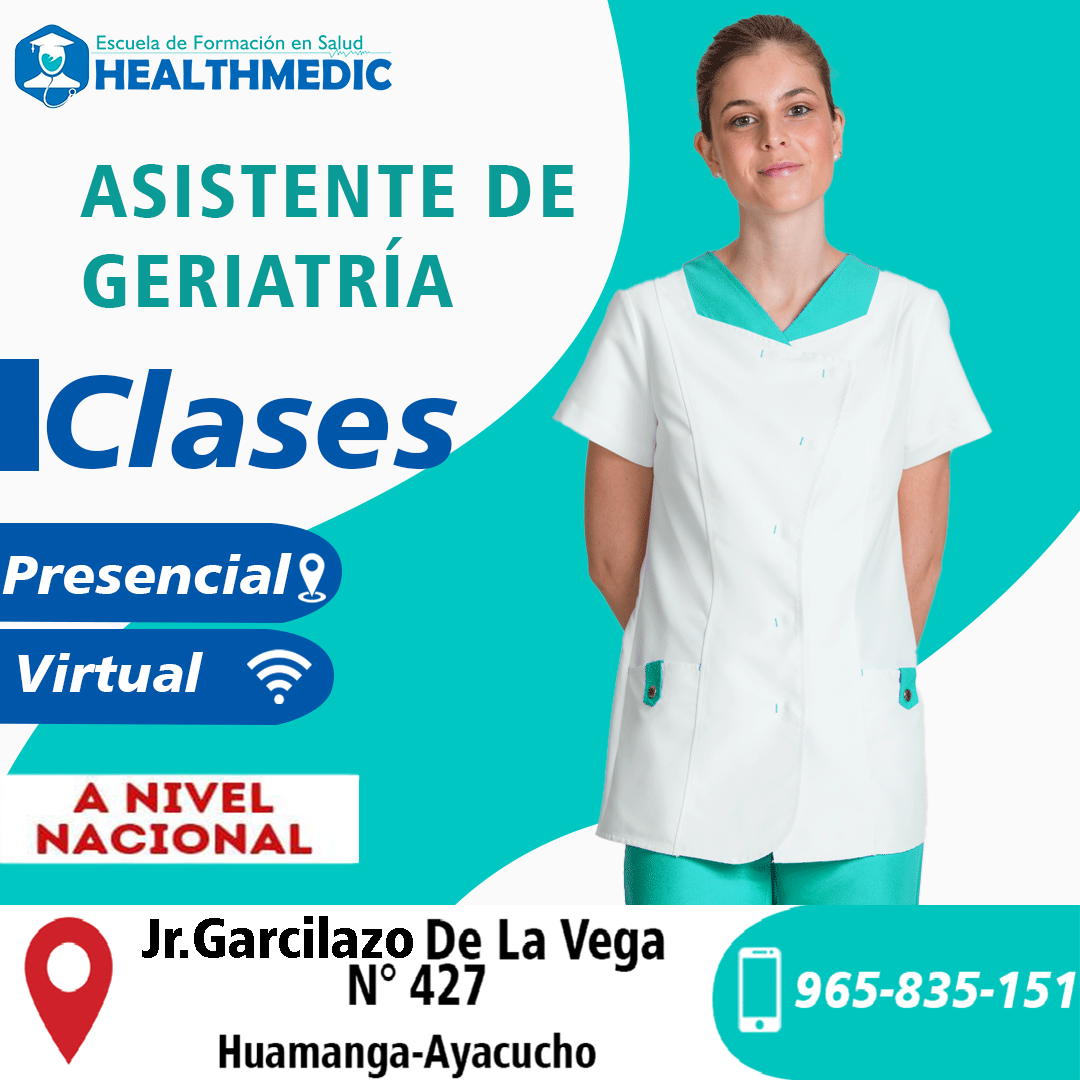 Escuela de Formación en Salud
HEALTHMEDIC
ASISTENTE DE
GERIATRÍA
Clases
Presencial
Virtual
A NIVEL
NACIONAL
Jr.Garcilazo De La Vega
N° 427
Huamanga-Ayacucho
965-835-151